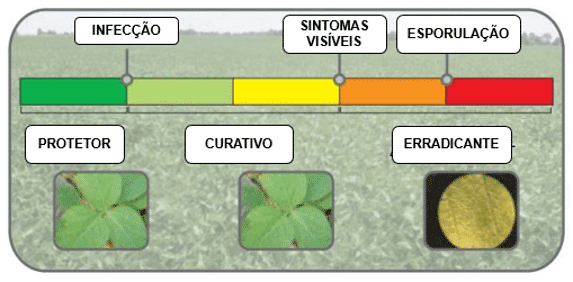 INFECÇÃO
SINTOMAS
VISÍVEIS
ESPORULAÇÃO
PROTETOR
CURATIVO
ERRADICANTE